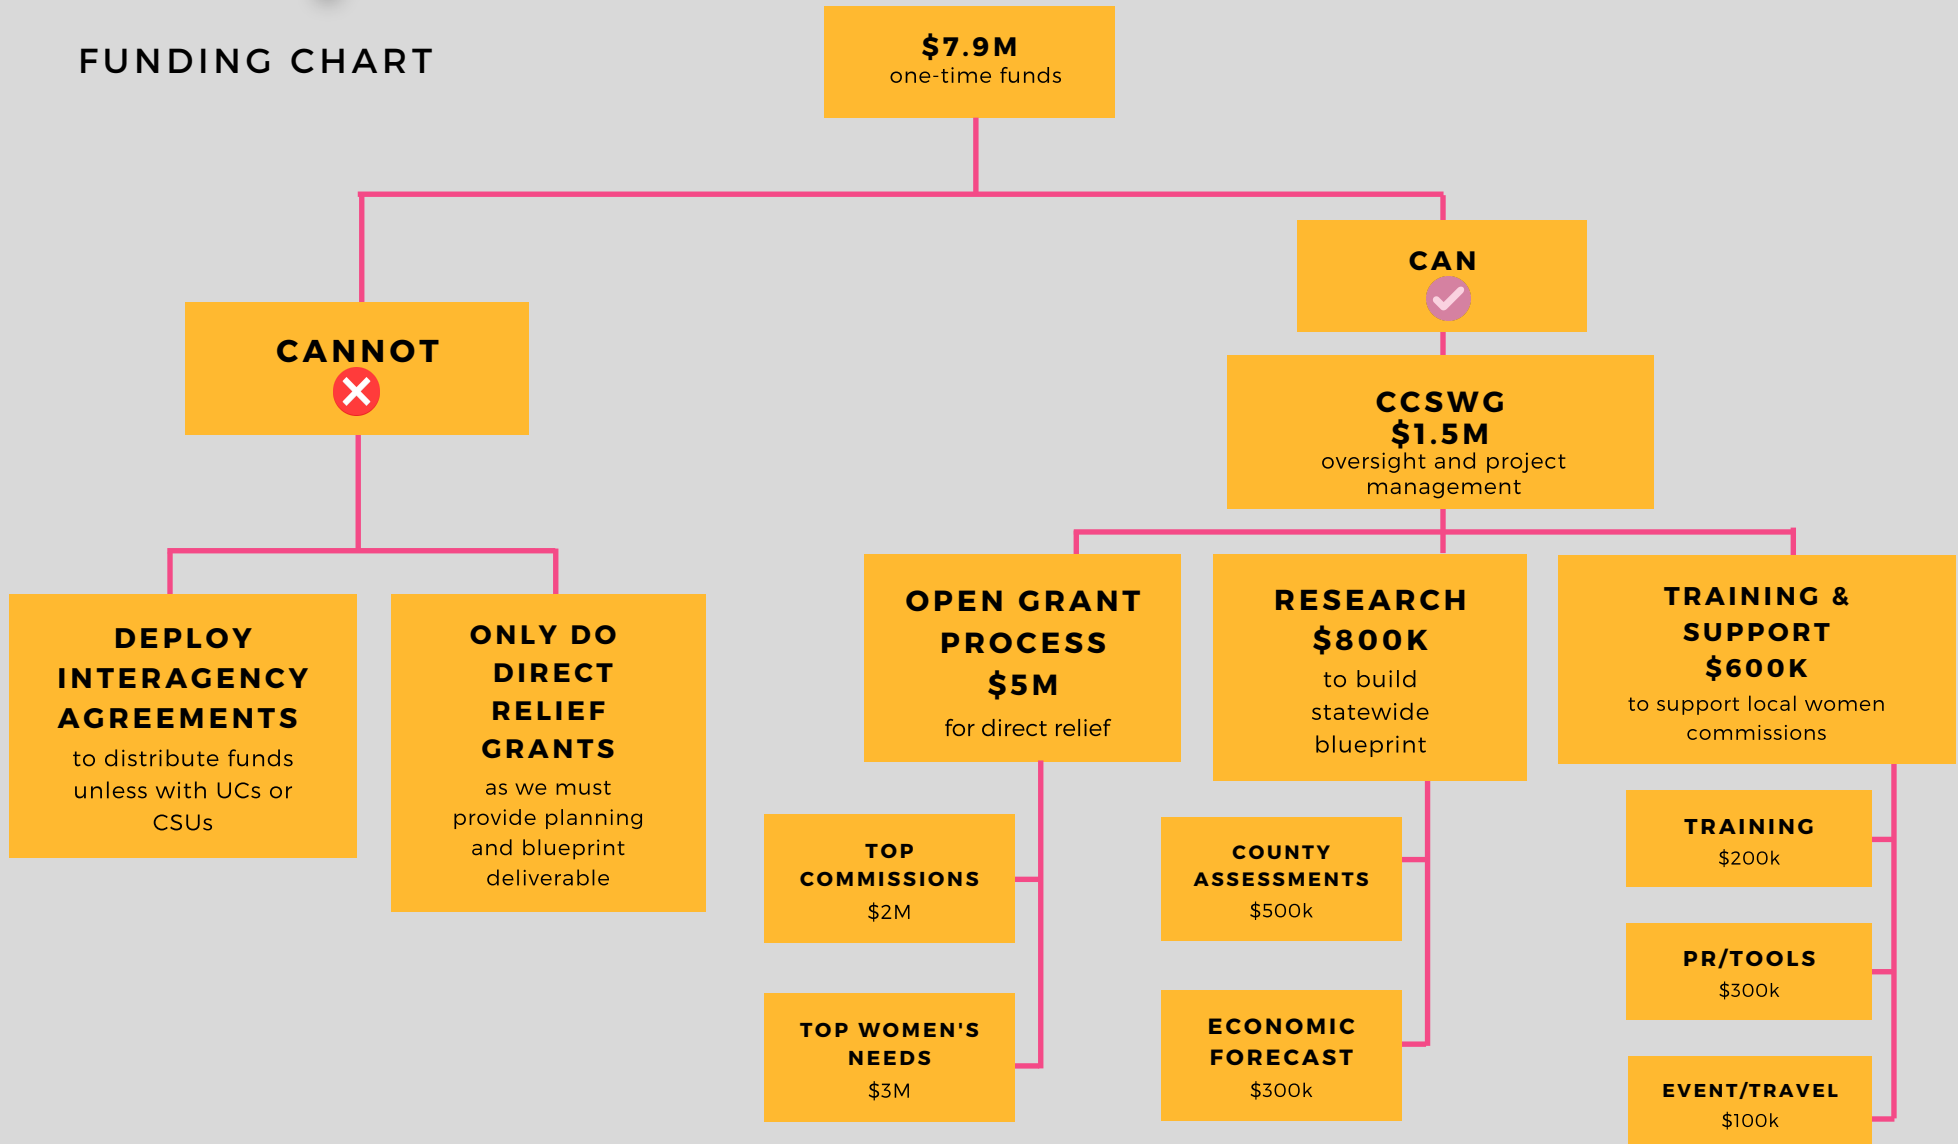 FUNDING CHART
$7.9M
one-time funds
CANNOT
CAN
CCSWG
$1.5M
oversight and project
management
DEPLOY
INTERAGENCY
AGREEMENTS
to distribute funds
unless with UCs or
CSUs
ONLY DO
DIRECT
RELIEF
GRANTS
as we must
provide planning
and blueprint
deliverable
OPEN GRANT
PROCESS
$5M
for direct relief
TOP
COMMISSIONS
$2M
TOP WOMEN'S
NEEDS
$3M
RESEARCH
$800K
to build
statewide
blueprint
COUNTY
ASSESSMENTS
$500k
ECONOMIC
FORECAST
$300k
TRAINING &
SUPPORT
$600K
to support local women
commissions
TRAINING
$200k
PR/TOOLS
$300k
EVENT/TRAVEL
$100k